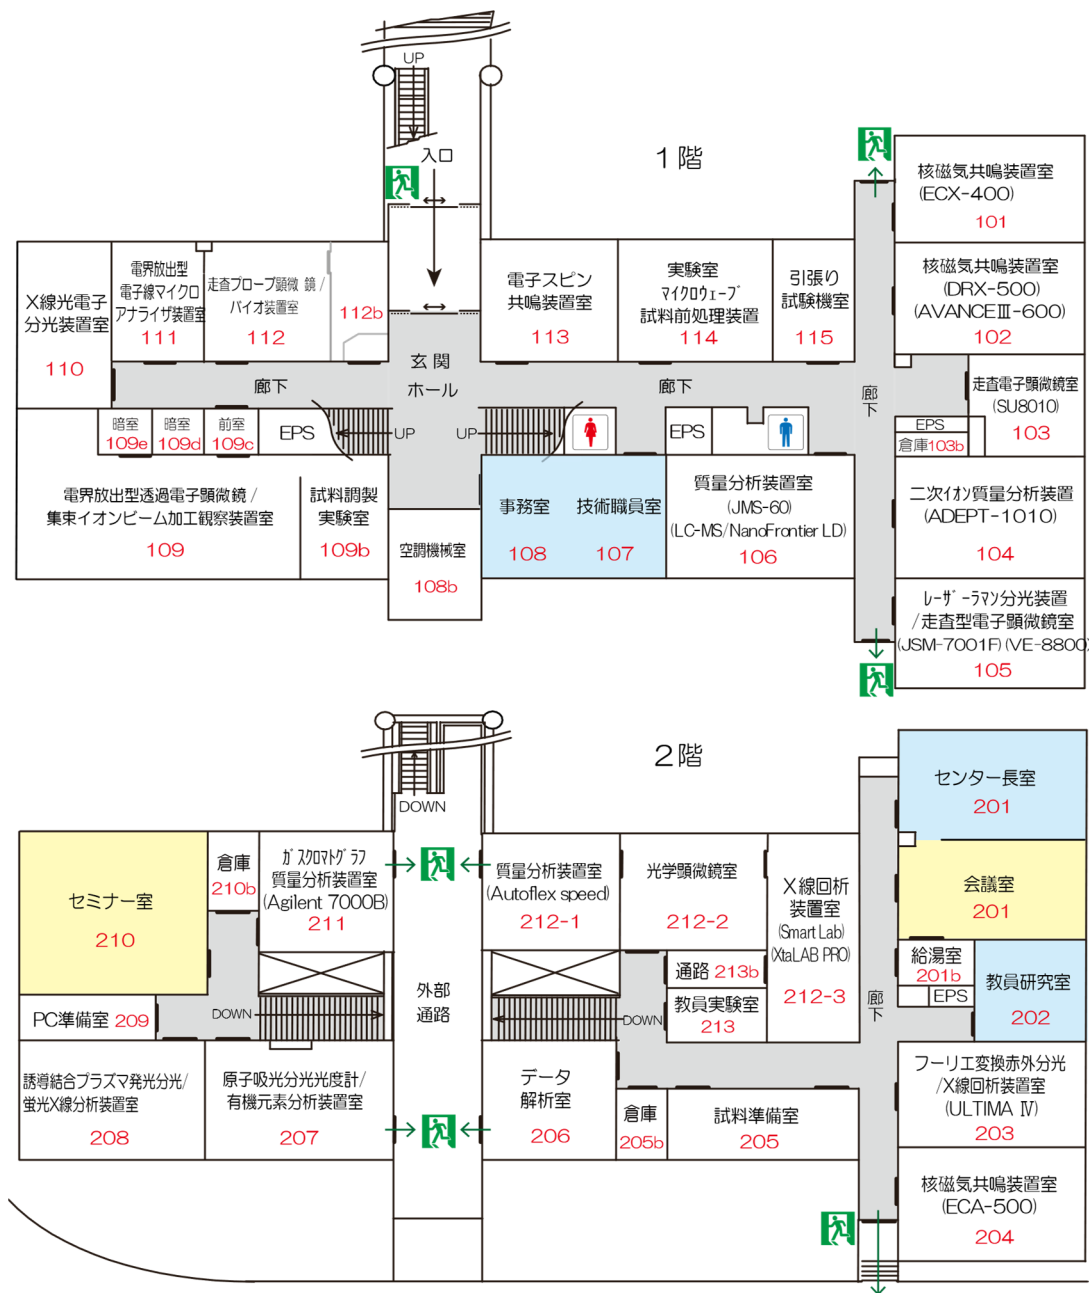 UP
入口
1階
核磁気共鳴装置室
(ECX-400)
101
電界放出型
電子線マイクロ
アナライザ装置室
111
走査プローブ顕微鏡/
バイオ装置室
112
112b
X線光電子
分光装置室
110
電子スピン
共鳴装置室
113
実験室
マイクロウェーブ
試料前処理装置
114
引張り
試験機室
115
核磁気共鳴装置室
(DRX-500)
(AVANCEⅢ-600)
102
玄関
ホール
廊下
廊下
廊下
走査電子顕微鏡室
(SU8010)
103
暗室
109e
暗室
109d
前室
109c
EPS
UP
UP
EPS
EPS
倉庫103b
電界放出型透過電子顕微鏡/
集束イオンビーム加工観察装置室
109
試料調製
実験室
109b
空調機械室
108b
事務室
108
技術職員室
107
質量分析装置室
(JMS-60)
(LC-MS/NanoFrontier LD)
106
二次イオン質量分析装置
(ADEPT-1010)
104
レーザーラマン分光装置
/走査型電子顕微鏡室
(JSM-7001F)(VE-8800)
105
2階
DOWN
センター長室
201
セミナー室
210
倉庫
210b
ガスクロマトグラフ
質量分析装置室
(Agilent 7000B)
211
質量分析装置室
(Autoflex speed)
212-1
光学顕微鏡室
212-2
X線回析
装置室
(Smart Lab)
(XtaLAB PRO)
212-3
会議室
201
給湯室
201b
EPS
教員研究室
202
通路 213b
教員実験室
213
外部
通路
廊下
PC準備室 209
DOWN
DOWN
誘導結合プラズマ発光分光/
蛍光X線分析装置室
208
原子吸光分光光度計/
有機元素分析装置室
207
データ
解析室
206
倉庫
205b
試料準備室
205
フーリエ変換赤外分光
/X線回析装置室
(ULTIMA Ⅳ)
203
核磁気共鳴装置室
(ECA-500)
204